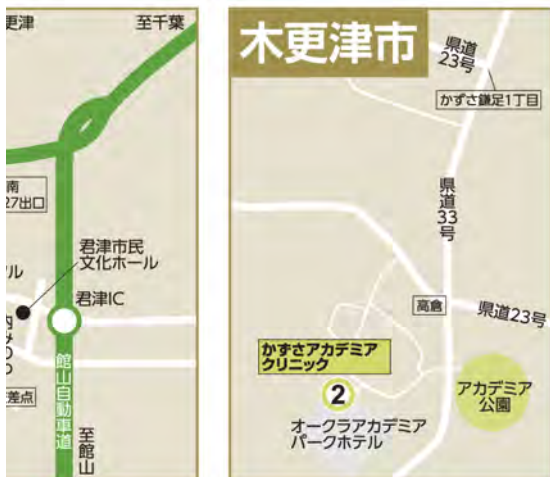 更津
至千葉
南
27出口
君津市民
文化ホール
ル
君津IC
館山自動車道
差点
至館山
木更津市
県道
23号
かずさ鎌足1丁目
県道33号
高倉
県道23号
かずさアカデミア
クリニック
2
オークラアカデミア
パークホテル
アカデミア
公園